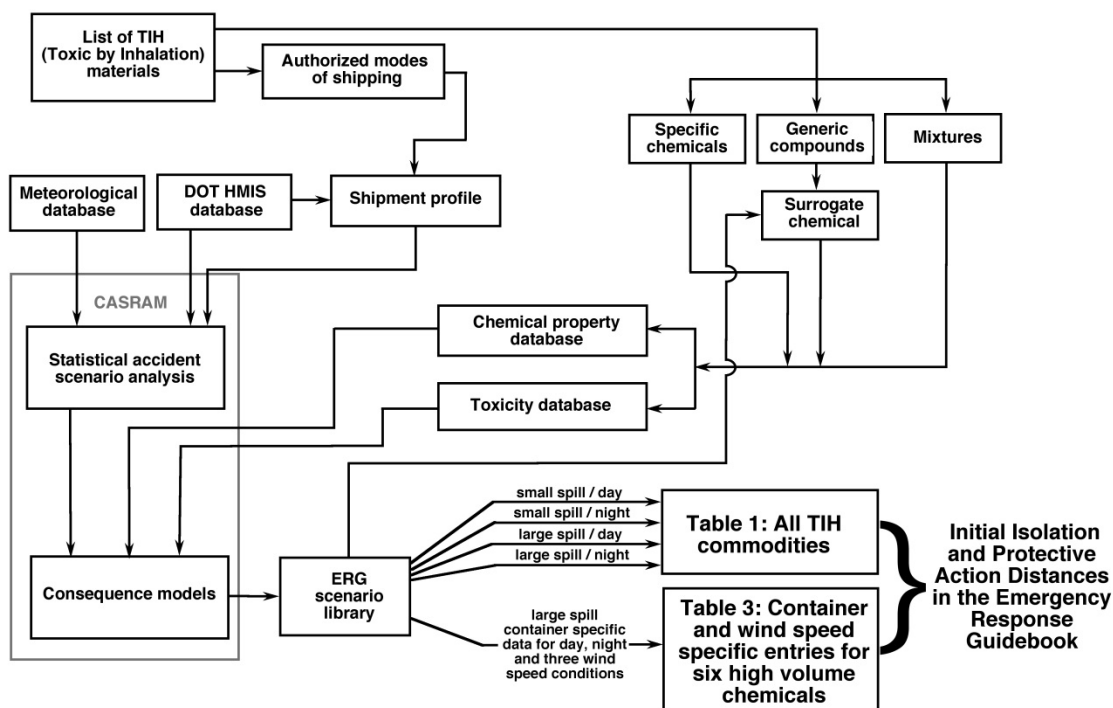 List of TIH
(Toxic by Inhalation)
materials
Authorized modes
of shipping
Specific
chemicals
Generic
compounds
Mixtures
Meteorological
database
DOT HMIS
database
Shipment profile
Surrogate
chemical
CASRAM
Statistical accident
scenario analysis
Chemical property
database
Toxicity database
Consequence models
ERG
scenario
library
small spill / day
small spill / night
large spill / day
large spill / night
large spill
container specific
data for day, night
and three wind
speed conditions
Table 1: All TIH
commodities
Table 3: Container
and wind speed
specific entries for
six high volume
chemicals
Initial Isolation
and Protective
Action Distances
in the Emergency
Response
Guidebook